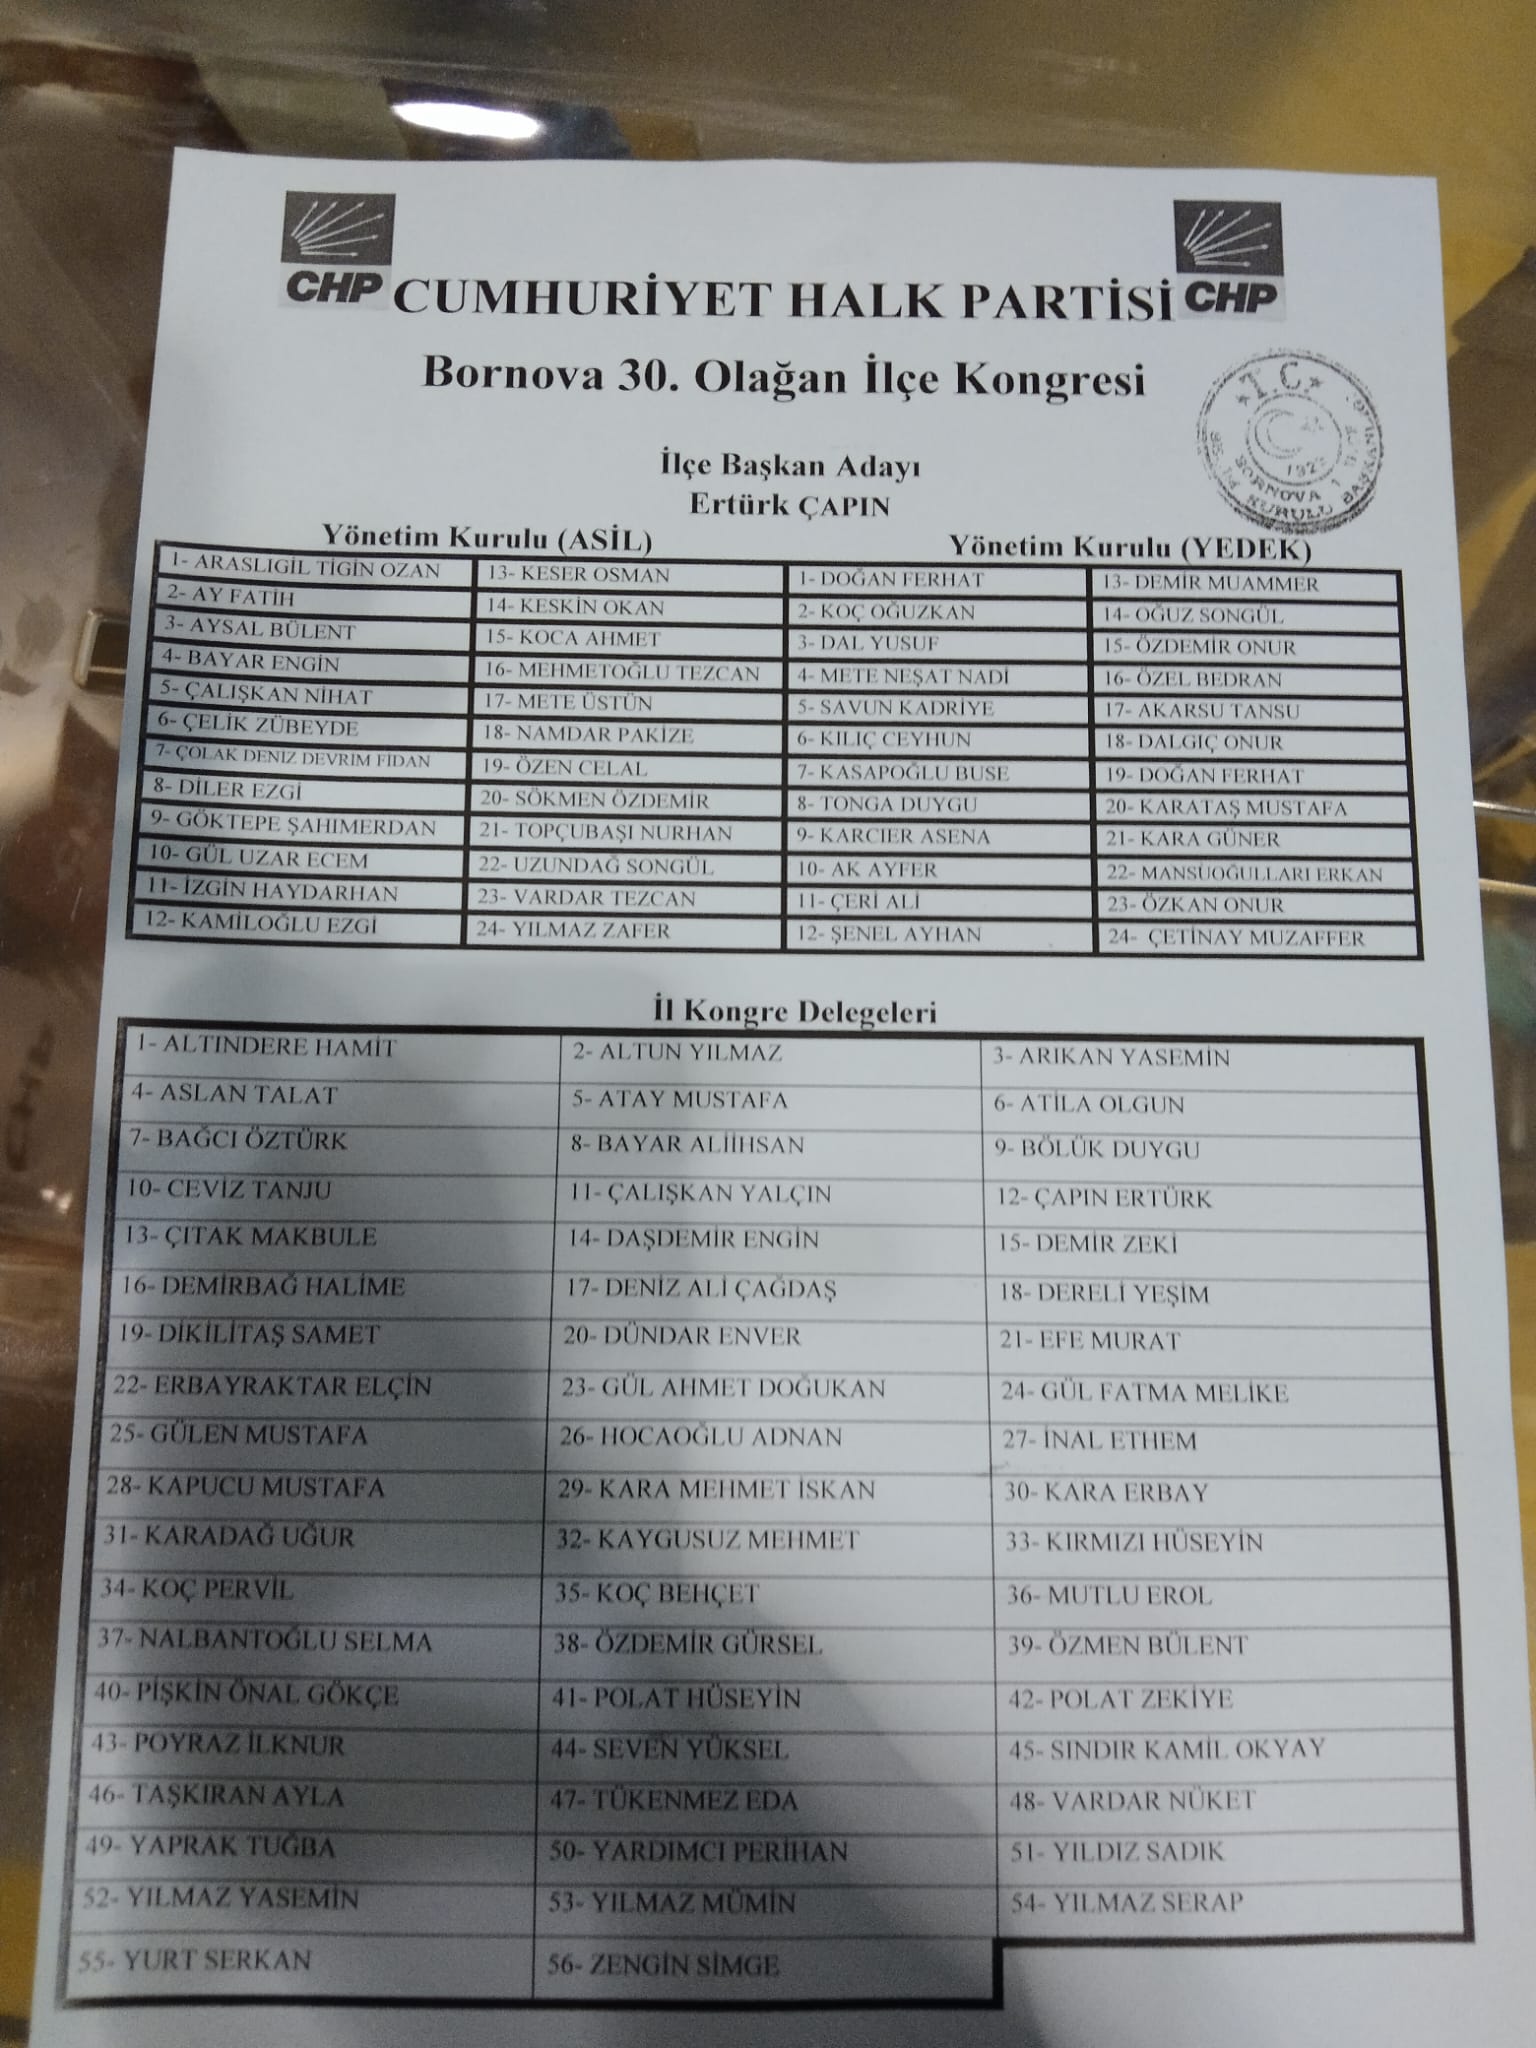 CHP CUMHURİYET HALK PARTİSİ CHP
Bornova 30. Olağan İlçe Kongresi
T.C.
1923
BORNOVA 1
KURULU BAŞKANLIĞI
İlçe Başkan Adayı
Ertürk ÇAPIN
Yönetim Kurulu (ASİL) Yönetim Kurulu (YEDEK)
1- ARASLIGİL TİGİN OZAN 13- KESER OSMAN 1- DOĞAN FERHAT 13- DEMİR MUAMMER
2- AY FATİH 14- KESKİN OKAN 2- KOÇ OĞUZKAN 14- OĞUZ SONGÜL
3- AYSAL BÜLENT 15- KOCA AHMET 3- DAL YUSUF 15- ÖZDEMİR ONUR
4- BAYAR ENGİN 16- MEHMETOĞLU TEZCAN 4- METE NEŞAT NADİ 16- ÖZEL BEDRAN
5- ÇALIŞKAN NİHAT 17- METE ÜSTÜN 5- SAVUN KADRİYE 17- AKARSU TANSU
6- ÇELİK ZÜBEYDE 18- NAMDAR PAKİZE 6- KILIÇ CEYHUN 18- DALGIÇ ONUR
7- ÇOLAK DENİZ DEVRİM FİDAN 19- ÖZEN CELAL 7- KASAPOĞLU BUSE 19- DOĞAN FERHAT
8- DİLER EZGİ 20- SÖKMEN ÖZDEMİR 8- TONGA DUYGU 20- KARATAŞ MUSTAFA
9- GÖKTEPE ŞAHIMERDAN 21- TOPÇUBAŞI NURHAN 9- KARCIER ASENA 21- KARA GÜNER
10- GÜL UZAR ECEM 22- UZUNDAĞ SONGÜL 10- AK AYFER 22- MANSUOĞULLARI ERKAN
11- İZGİN HAYDARHAN 23- VARDAR TEZCAN 11- ÇERİ ALİ 23- ÖZKAN ONUR
12- KAMİLOĞLU EZGİ 24- YILMAZ ZAFER 12- ŞENEL AYHAN 24- ÇETİNAY MUZAFFER
İl Kongre Delegeleri
1- ALTINDERE HAMİT 2- ALTUN YILMAZ 3- ARIKAN YASEMİN
4- ASLAN TALAT 5- ATAY MUSTAFA 6- ATİLA OLGUN
7- BAĞCI ÖZTÜRK 8- BAYAR ALİİHSAN 9- BÖLÜK DUYGU
10- CEVİZ TANJU 11- ÇALIŞKAN YALÇIN 12- ÇAPIN ERTÜRK
13- ÇITAK MAKBULE 14- DAŞDEMİR ENGİN 15- DEMİR ZEKİ
16- DEMİRBAĞ HALİME 17- DENİZ ALİ ÇAĞDAŞ 18- DERELİ YEŞİM
19- DİKİLİTAŞ SAMET 20- DÜNDAR ENVER 21- EFE MURAT
22- ERBAYRAKTAR ELÇİN 23- GÜL AHMET DOĞUKAN 24- GÜL FATMA MELİKE
25- GÜLEN MUSTAFA 26- HOCAOĞLU ADNAN 27- İNAL ETHEM
28- KAPUCU MUSTAFA 29- KARA MEHMET İSKAN 30- KARA ERBAY
31- KARADAĞ UĞUR 32- KAYGUSUZ MEHMET 33- KIRMIZI HÜSEYİN
34- KOÇ PERVİL 35- KOÇ BEHÇET 36- MUTLU EROL
37- NALBANTOĞLU SELMA 38- ÖZDEMİR GÜRSEL 39- ÖZMEN BÜLENT
40- PİŞKİN ÖNAL GÖKÇE 41- POLAT HÜSEYİN 42- POLAT ZEKİYE
43- POYRAZ İLKNUR 44- SEVEN YÜKSEL 45- SINDIR KAMİL OKYAY
46- TAŞKIRAN AYLA 47- TÜKENMEZ EDA 48- VARDAR NÜKET
49- YAPRAK TUĞBA 50- YARDIMCI PERİHAN 51- YILDIZ SADIK
52- YILMAZ YASEMİN 53- YILMAZ MÜMİN 54- YILMAZ SERAP
55- YURT SERKAN 56- ZENGİN SİMGE